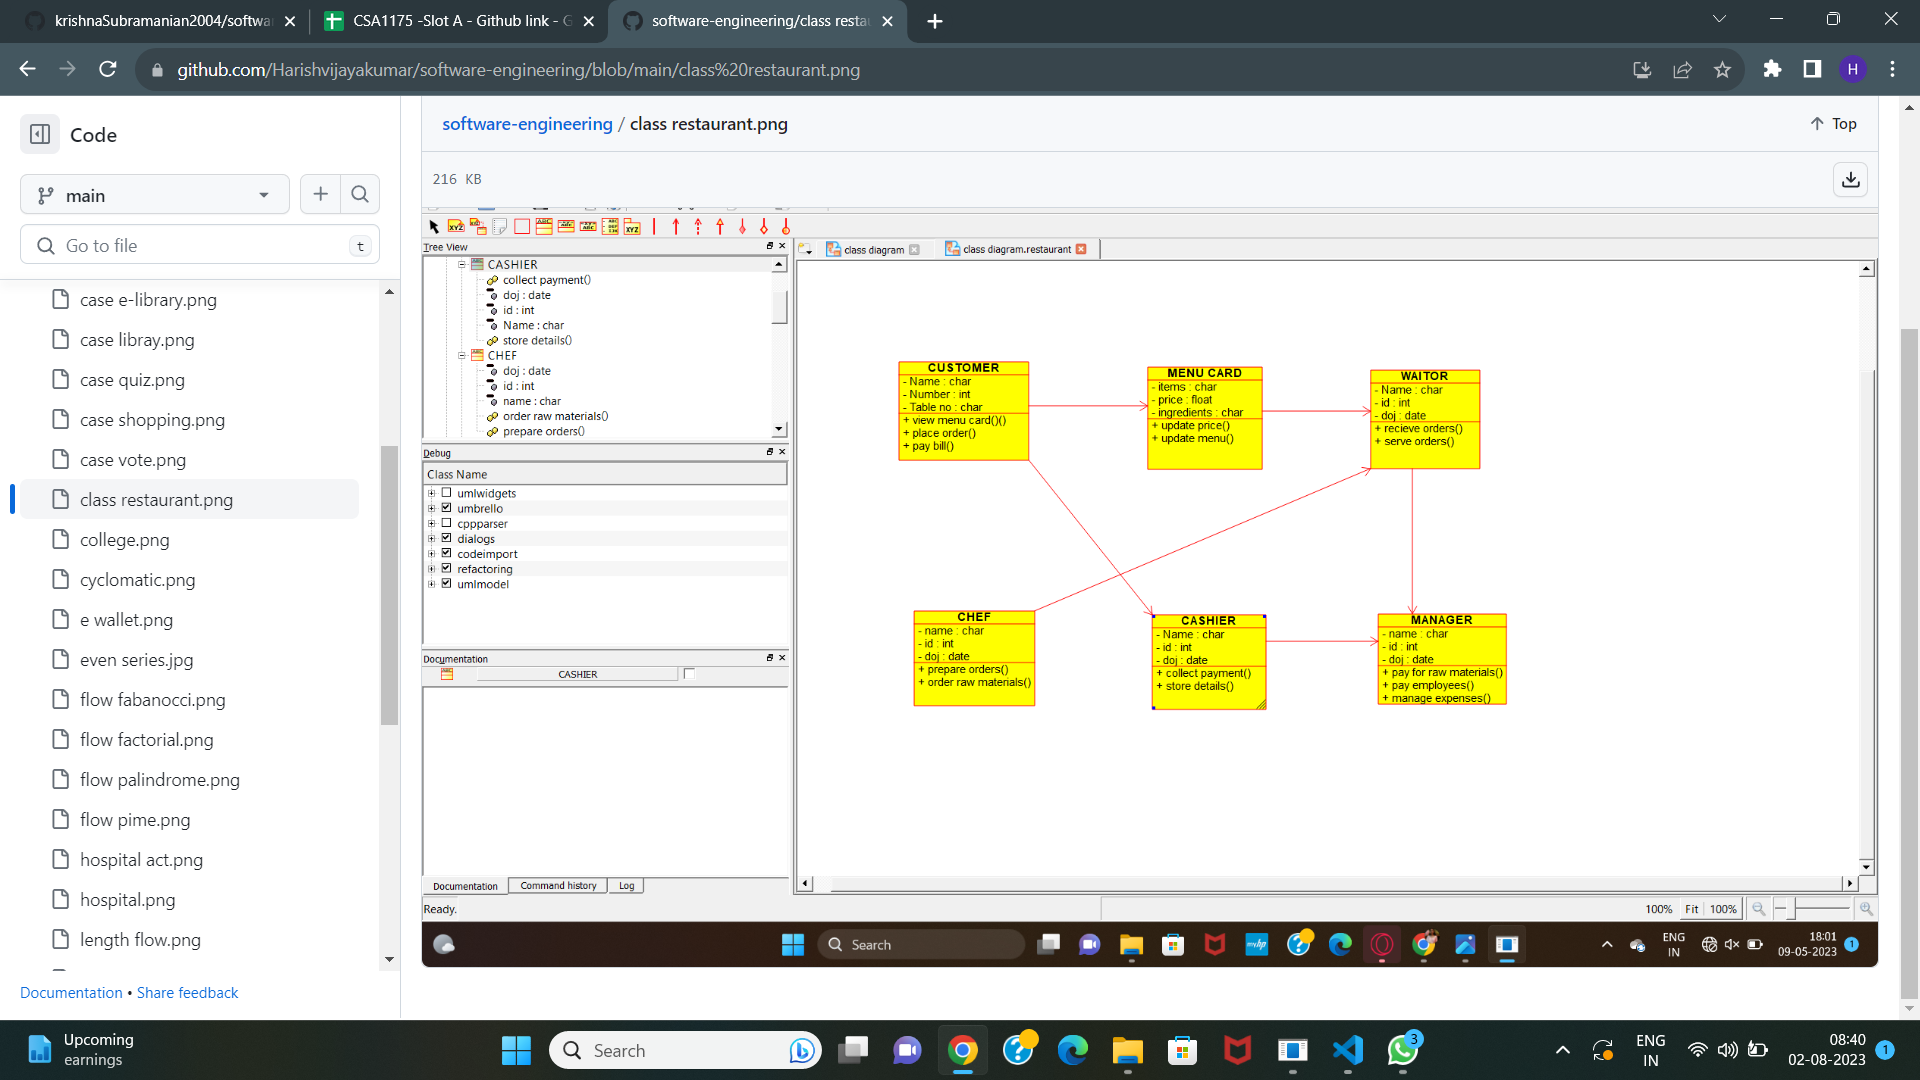 krishnaSubramanian2004/softwa
CSA1175 -Slot A - Github link - G
software-engineering/class resta
github.com/Harishvijayakumar/software-engineering/blob/main/class%20restaurant.png
H
Code
software-engineering / class restaurant.png
Top
main
216 KB
Go to file
t
case e-library.png
case libray.png
case quiz.png
case shopping.png
case vote.png
class restaurant.png
college.png
cyclomatic.png
e wallet.png
even series.jpg
flow fabanocci.png
flow factorial.png
flow palindrome.png
flow pime.png
hospital act.png
hospital.png
length flow.png
Documentation • Share feedback
Tree View
CASHIER
collect payment()
doj : date
id : int
Name : char
store details()
CHEF
doj : date
id : int
name : char
order raw materials()
prepare orders()
Debug
Class Name
umlwidgets
umbrello
cppparser
dialogs
codeimport
refactoring
umlmodel
Documentation
CASHIER
Documentation
Command history
Log
Ready.
class diagram
class diagram.restaurant
CUSTOMER
- Name : char
- Number : int
- Table no : char
+ view menu card()()
+ place order()
+ pay bill()
MENU CARD
- items : char
- price : float
- ingredients : char
+ update price()
+ update menu()
WAITOR
- Name : char
- id : int
- doj : date
+ recieve orders()
+ serve orders()
CHEF
- name : char
- id : int
- doj : date
+ prepare orders()
+ order raw materials()
CASHIER
- Name : char
- id : int
- doj : date
+ collect payment()
+ store details()
MANAGER
- name : char
- id : int
- doj : date
+ pay for raw materials()
+ pay employees()
+ manage expenses()
100%
Fit
100%
Search
ENG
IN
18:01
09-05-2023
1
Upcoming
earnings
Search
3
ENG
IN
08:40
02-08-2023
1